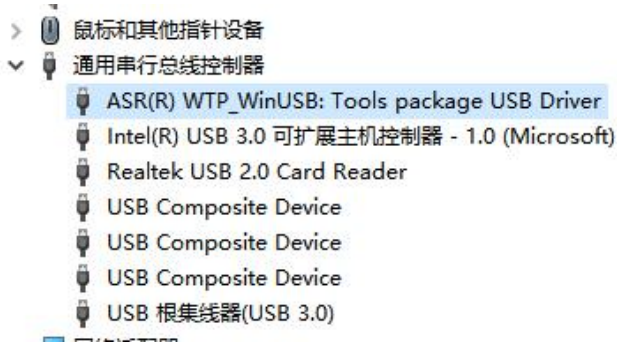 鼠标和其他指针设备
通用串行总线控制器
ASR(R) WTP_WinUSB: Tools package USB Driver
Intel(R) USB 3.0 可扩展主机控制器 - 1.0 (Microsoft)
Realtek USB 2.0 Card Reader
USB Composite Device
USB Composite Device
USB Composite Device
USB 根集线器(USB 3.0)